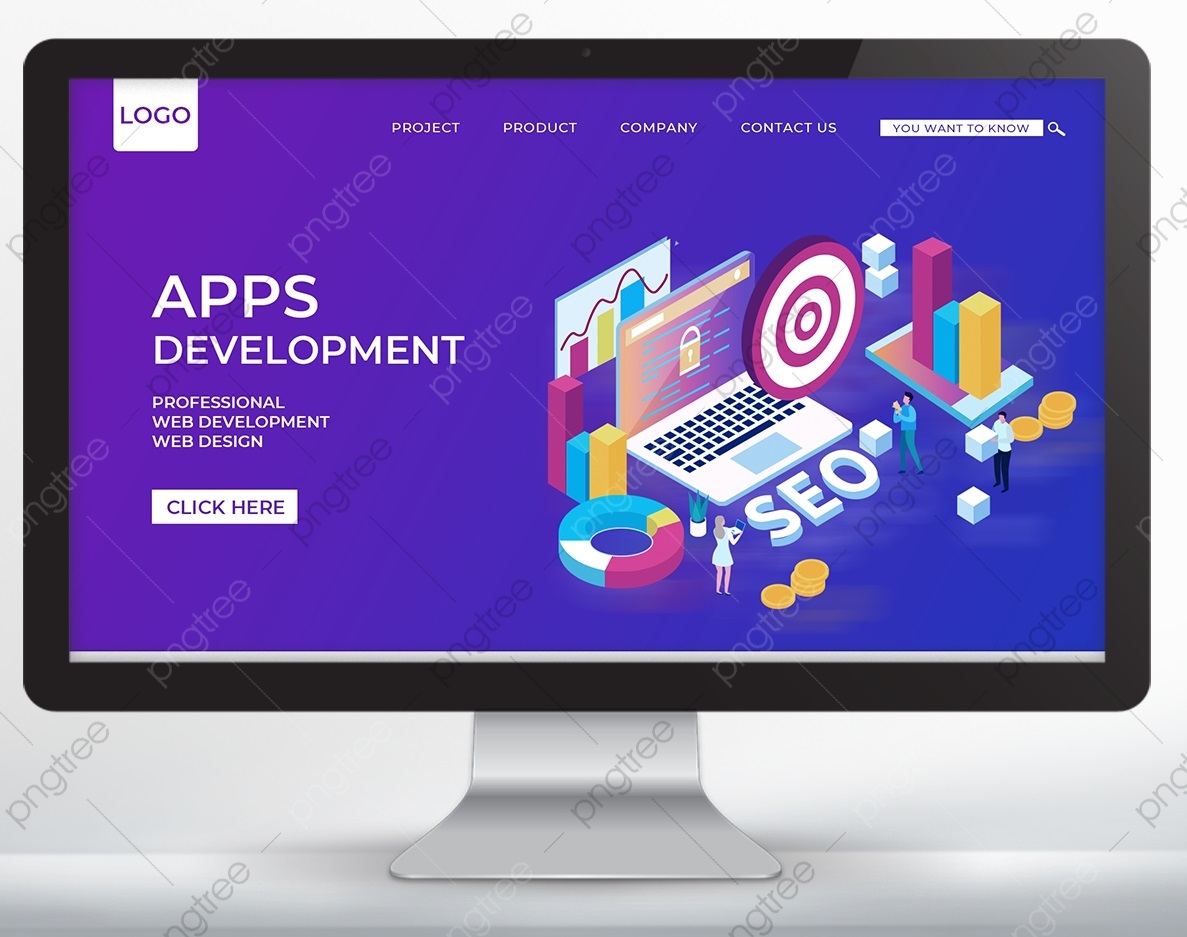 LOGO
PROJECT
PRODUCT
COMPANY
CONTACT US
YOU WANT TO KNOW
APPS
DEVELOPMENT
PROFESSIONAL
WEB DEVELOPMENT
WEB DESIGN
CLICK HERE
SEO
pngtree